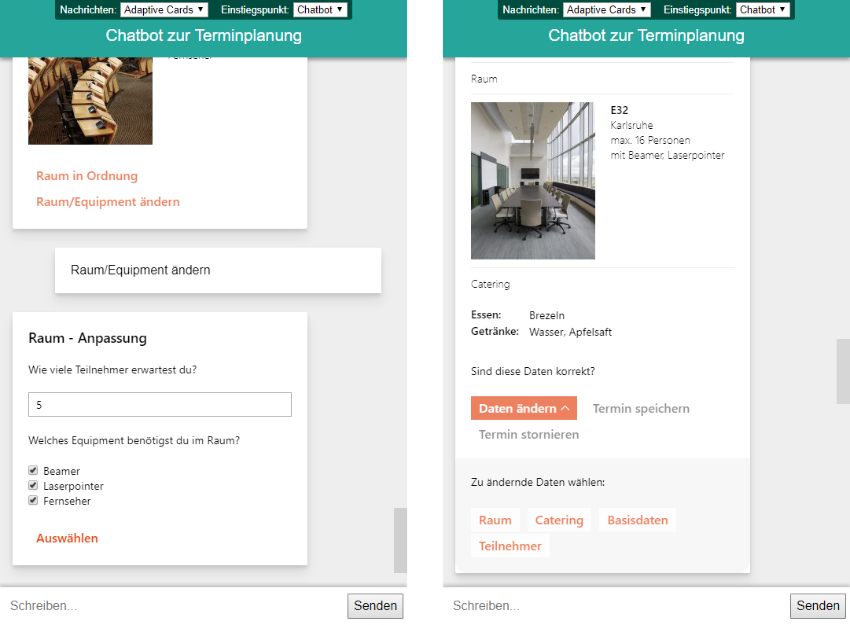 Nachrichten: Adaptive Cards Einstiegspunkt: Chatbot
Chatbot zur Terminplanung
Fernseher
Raum in Ordnung
Raum/Equipment ändern
Raum/Equipment ändern
Raum - Anpassung
Wie viele Teilnehmer erwartest du?
5
Welches Equipment benötigst du im Raum?
Beamer
Laserpointer
Fernseher
Auswählen
Schreiben...
Senden
Nachrichten: Adaptive Cards Einstiegspunkt: Chatbot
Chatbot zur Terminplanung
Raum
E32
Karlsruhe
max. 16 Personen
mit Beamer, Laserpointer
Catering
Essen: Brezeln
Getränke: Wasser, Apfelsaft
Sind diese Daten korrekt?
Daten ändern Termin speichern
Termin stornieren
Zu ändernde Daten wählen:
Raum Catering Basisdaten
Teilnehmer
Schreiben...
Senden